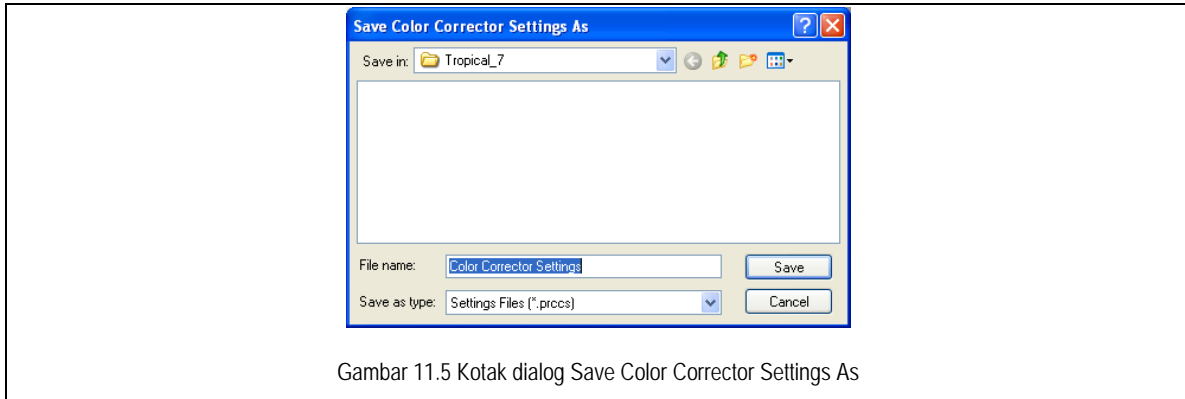 Save Color Corrector Settings As
Save in: Tropical_7
File name: Color Corrector Settings Save
Save as type: Settings Files (*.prccs) Cancel
Gambar 11.5 Kotak dialog Save Color Corrector Settings As